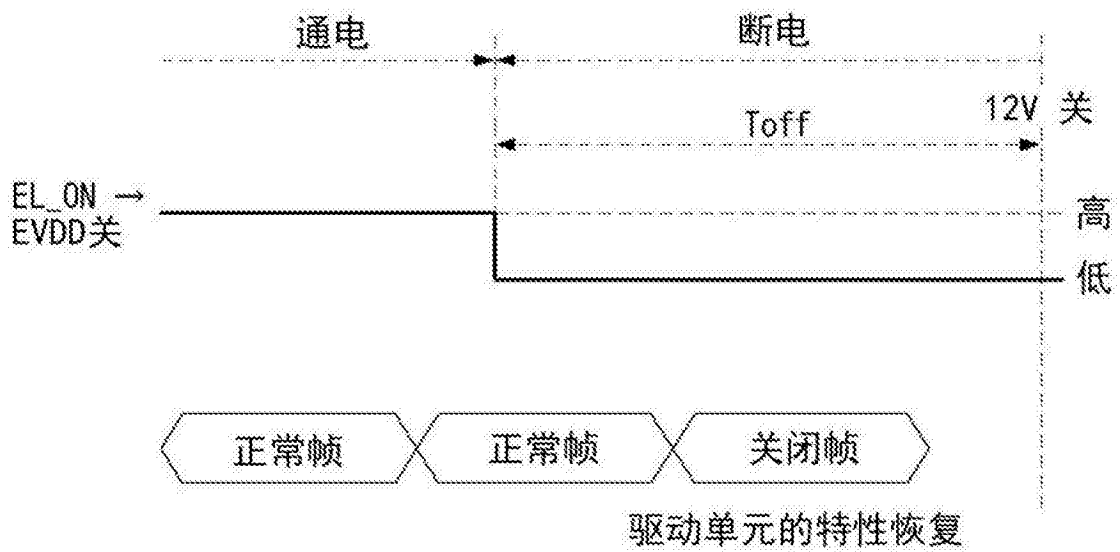 通电
断电
12V 关
Toff
EL_ON →
EVDD关
高
低
正常帧
正常帧
关闭帧
驱动单元的特性恢复